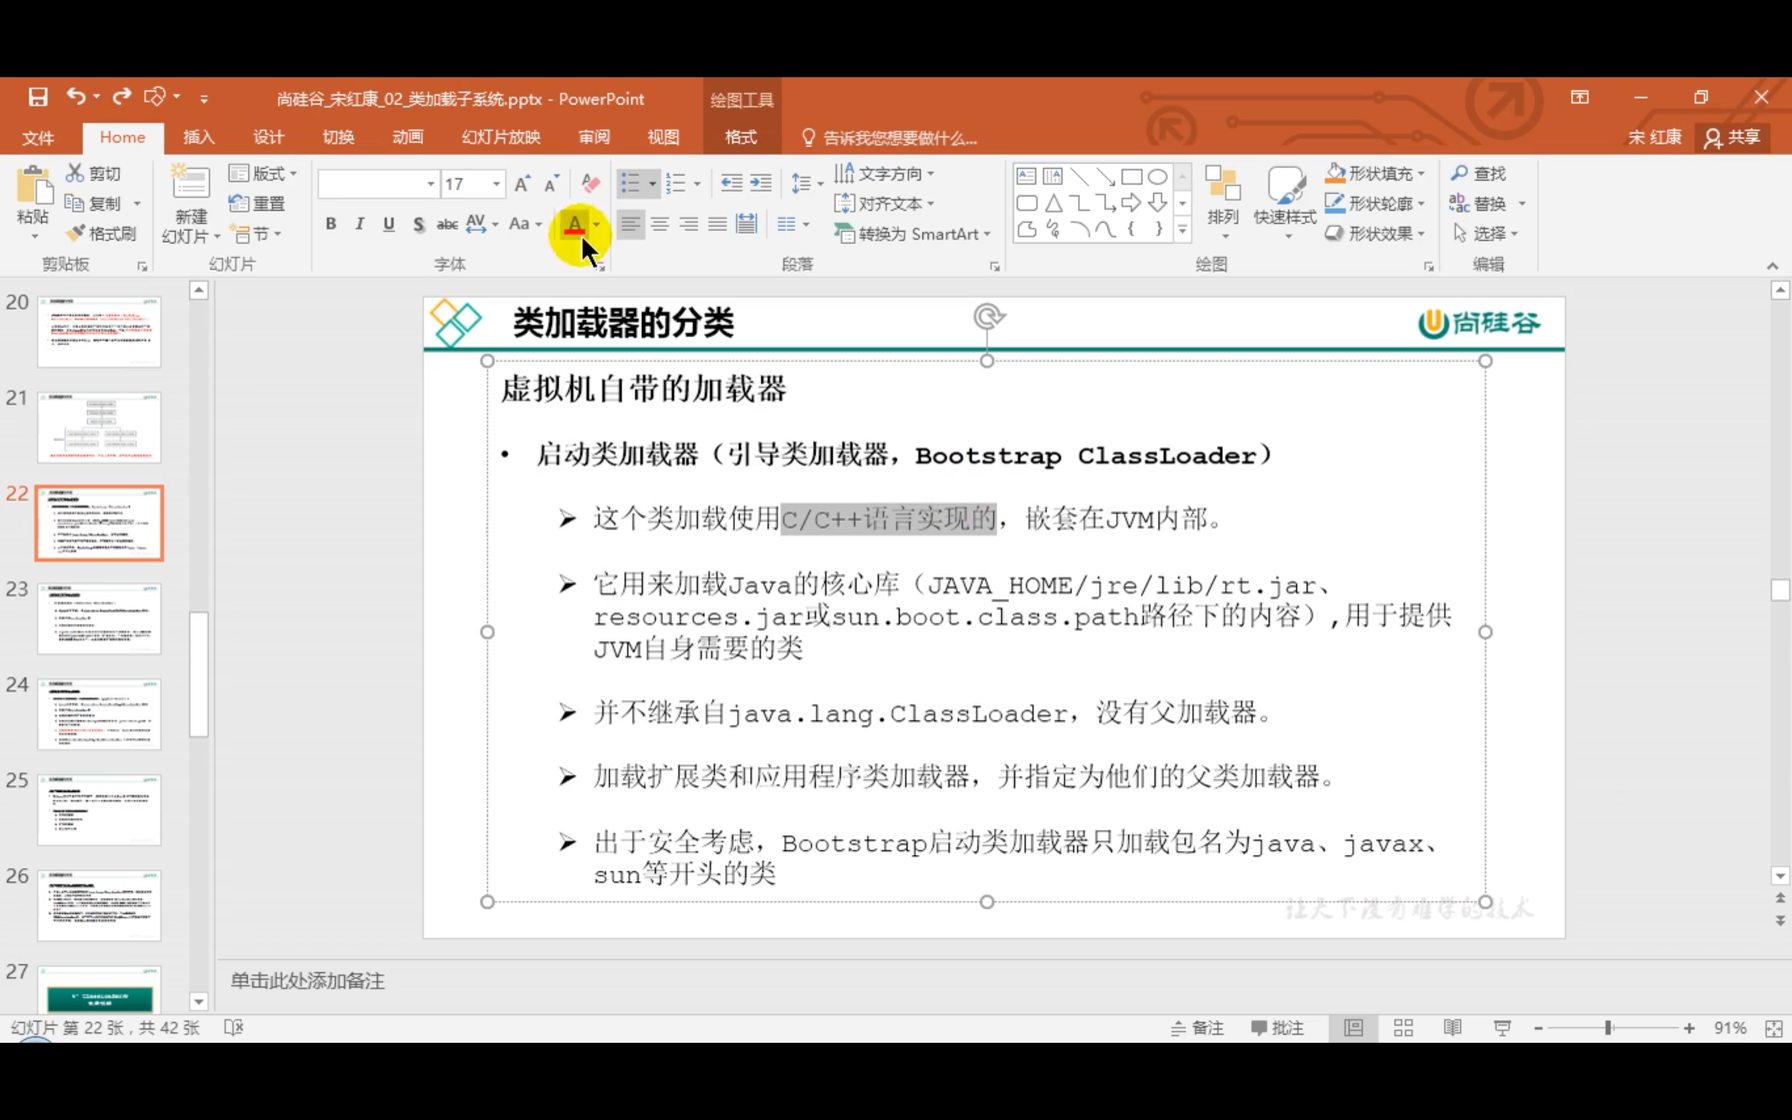 尚硅谷_宋红康_02_类加载子系统.pptx - PowerPoint
绘图工具
文件
Home
插入
设计
切换
动画
幻灯片放映
审阅
视图
格式
告诉我您想要做什么...
宋 红康
共享
粘贴
剪切
复制
格式刷
剪贴板
新建
幻灯片
版式
重置
节
幻灯片
17
B I U S abc AV Aa A
字体
文字方向
对齐文本
转换为 SmartArt
段落
排列
快速样式
形状填充
形状轮廓
形状效果
绘图
查找
替换
选择
编辑
20
21
22
23
24
25
26
27
类加载器的分类
尚硅谷
虚拟机自带的加载器
• 启动类加载器（引导类加载器，Bootstrap ClassLoader）
➢ 这个类加载使用C/C++语言实现的，嵌套在JVM内部。
➢ 它用来加载Java的核心库（JAVA_HOME/jre/lib/rt.jar、
resources.jar或sun.boot.class.path路径下的内容）,用于提供
JVM自身需要的类
➢ 并不继承自java.lang.ClassLoader，没有父加载器。
➢ 加载扩展类和应用程序类加载器，并指定为他们的父类加载器。
➢ 出于安全考虑，Bootstrap启动类加载器只加载包名为java、javax、
sun等开头的类
让天下没有难学的技术
单击此处添加备注
幻灯片 第 22 张，共 42 张
备注
批注
91%